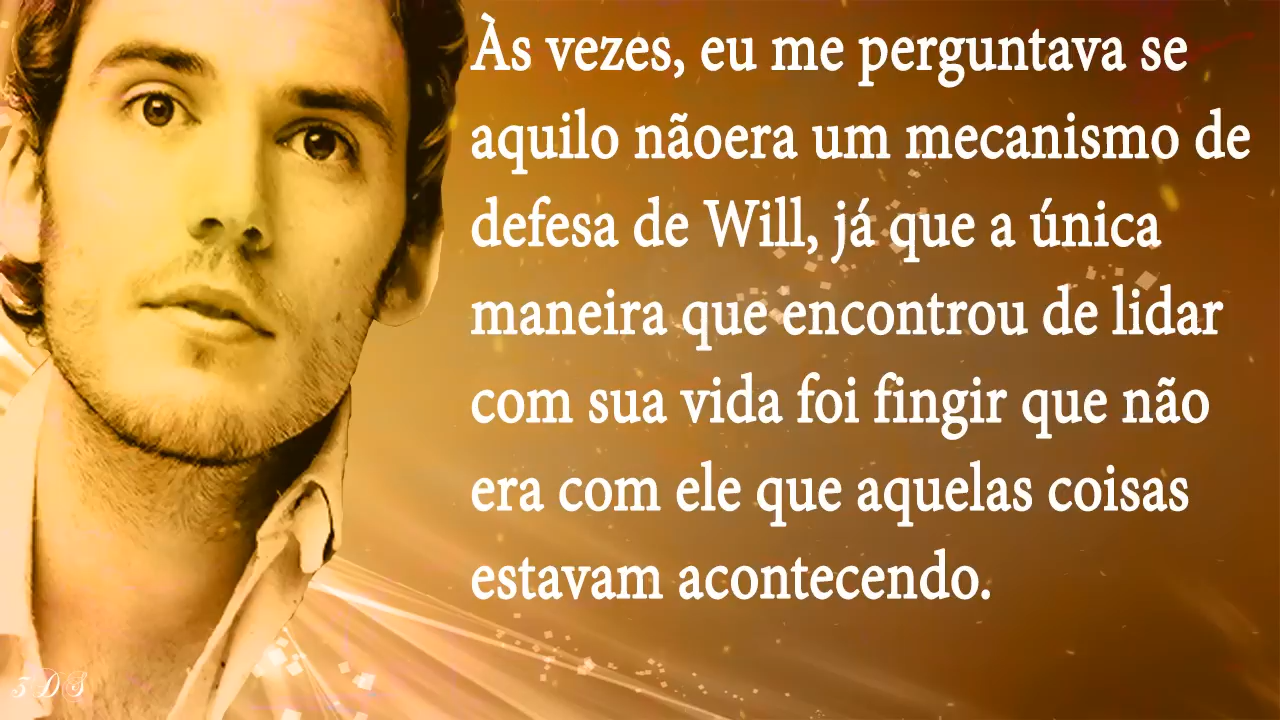 Às vezes, eu me perguntava se
aquilo nãoera um mecanismo de
defesa de Will, já que a única
maneira que encontrou de lidar
com sua vida foi fingir que não
era com ele que aquelas coisas
estavam acontecendo.
3DS